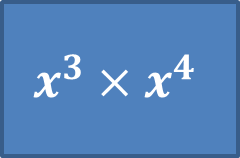 x³ × x⁴